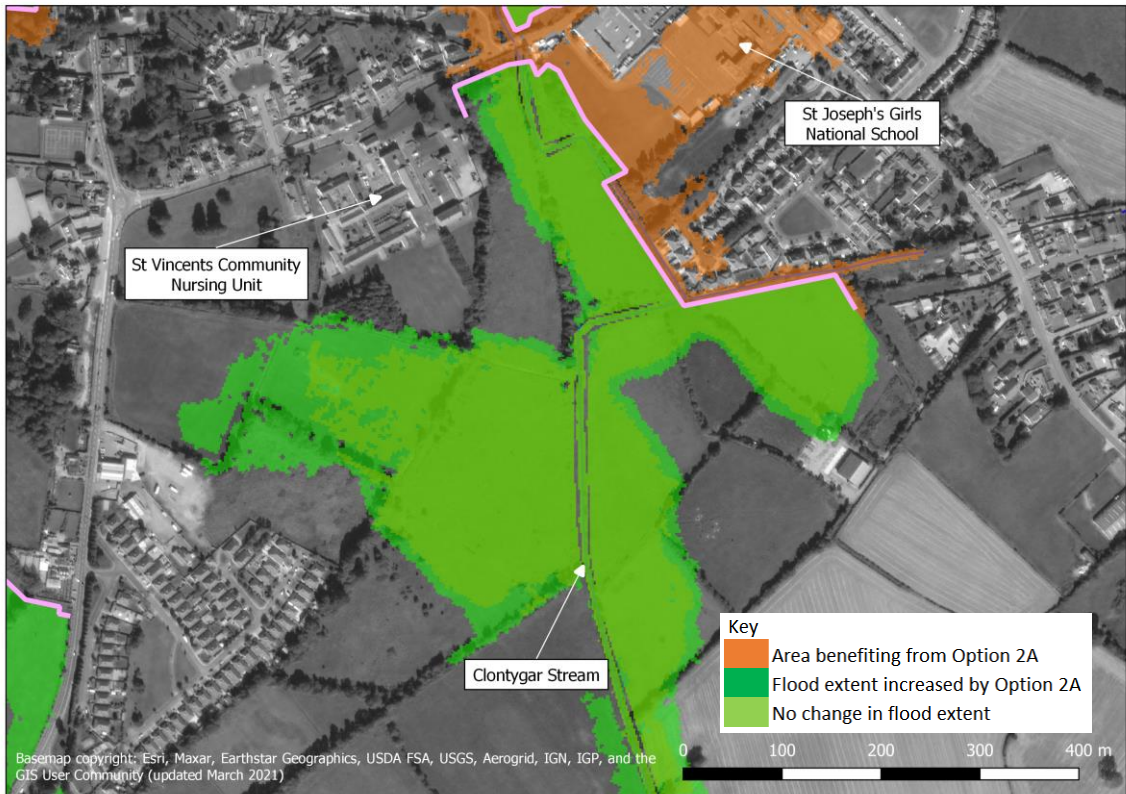 St Joseph's Girls
National School
St Vincents Community
Nursing Unit
Clontygar Stream
Key
Area benefiting from Option 2A
Flood extent increased by Option 2A
No change in flood extent
0 100 200 300 400 m
Basemap copyright: Esri, Maxar, Earthstar Geographics, USDA FSA, USGS, Aerogrid, IGN, IGP, and the
GIS User Community (updated March 2021)